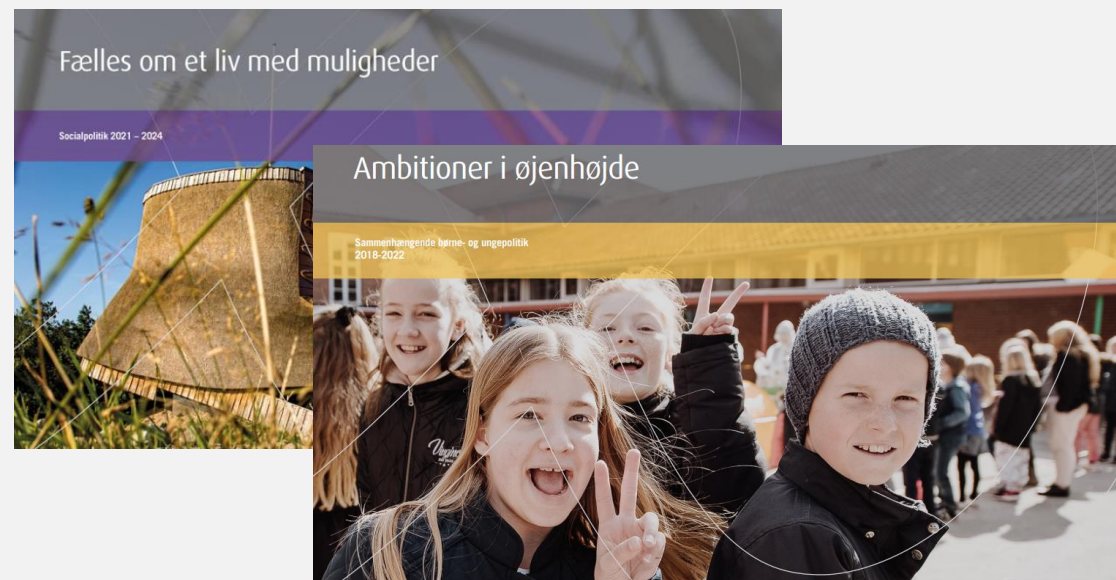 Fælles om et liv med muligheder
Socialpolitik 2021 – 2024
Ambitioner i øjenhøjde
Sammenhængende børne- og ungepolitik
2018-2022